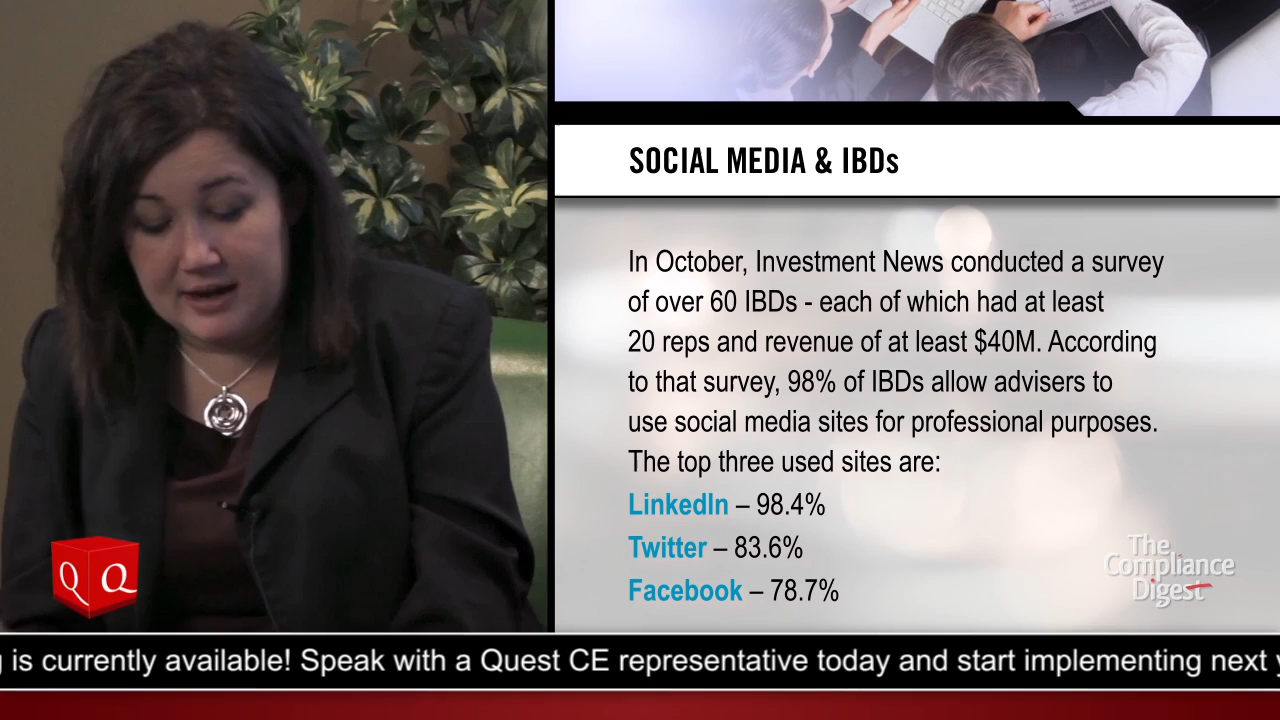 SOCIAL MEDIA & IBDs
In October, Investment News conducted a survey
of over 60 IBDs - each of which had at least
20 reps and revenue of at least $40M. According
to that survey, 98% of IBDs allow advisers to
use social media sites for professional purposes.
The top three used sites are:
LinkedIn – 98.4%
Twitter – 83.6%
Facebook – 78.7%
The
Compliance
Digest
Q Q
is currently available! Speak with a Quest CE representative today and start implementing next